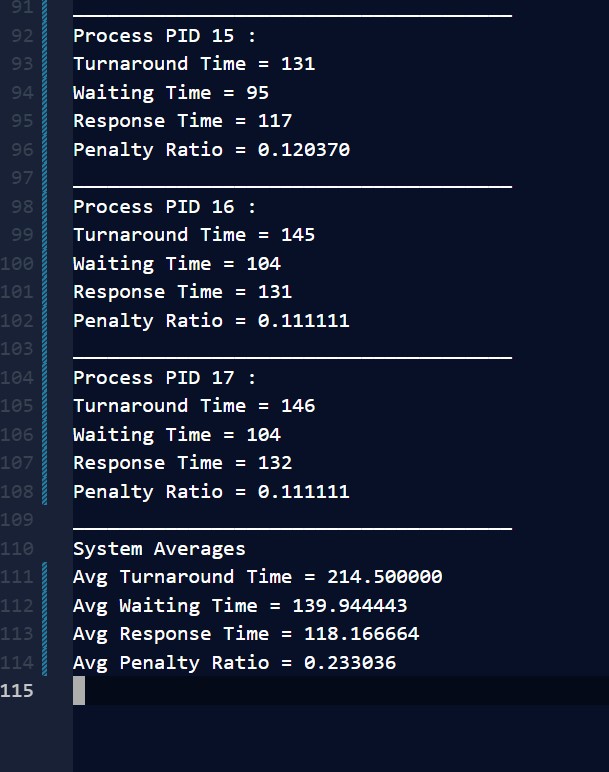 91
92 Process PID 15 :
93 Turnaround Time = 131
94 Waiting Time = 95
95 Response Time = 117
96 Penalty Ratio = 0.120370
97
98 Process PID 16 :
99 Turnaround Time = 145
100 Waiting Time = 104
101 Response Time = 131
102 Penalty Ratio = 0.111111
103
104 Process PID 17 :
105 Turnaround Time = 146
106 Waiting Time = 104
107 Response Time = 132
108 Penalty Ratio = 0.111111
109
110 System Averages
111 Avg Turnaround Time = 214.500000
112 Avg Waiting Time = 139.944443
113 Avg Response Time = 118.166664
114 Avg Penalty Ratio = 0.233036
115